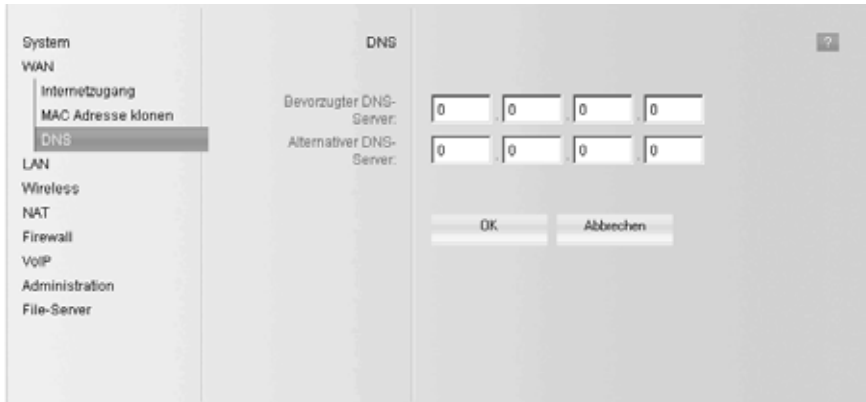 System
WAN
Internetzugang
MAC Adresse klonen
DNS
LAN
Wireless
NAT
Firewall
VoIP
Administration
File-Server
DNS
?
Bevorzugter DNS-
Server:
0 . 0 . 0 . 0
Alternativer DNS-
Server:
0 . 0 . 0 . 0
OK Abbrechen